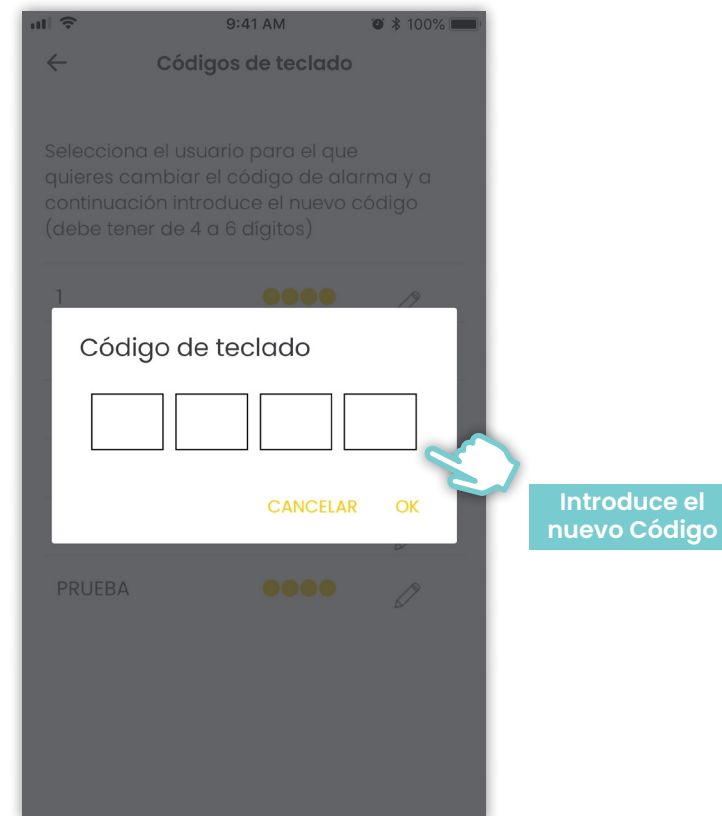 9:41 AM
100%
Códigos de teclado
Selecciona el usuario para el que
quieres cambiar el código de alarma y a
continuación introduce el nuevo código
(debe tener de 4 a 6 dígitos)
1
Código de teclado
CANCELAR OK
Introduce el
nuevo Código
PRUEBA